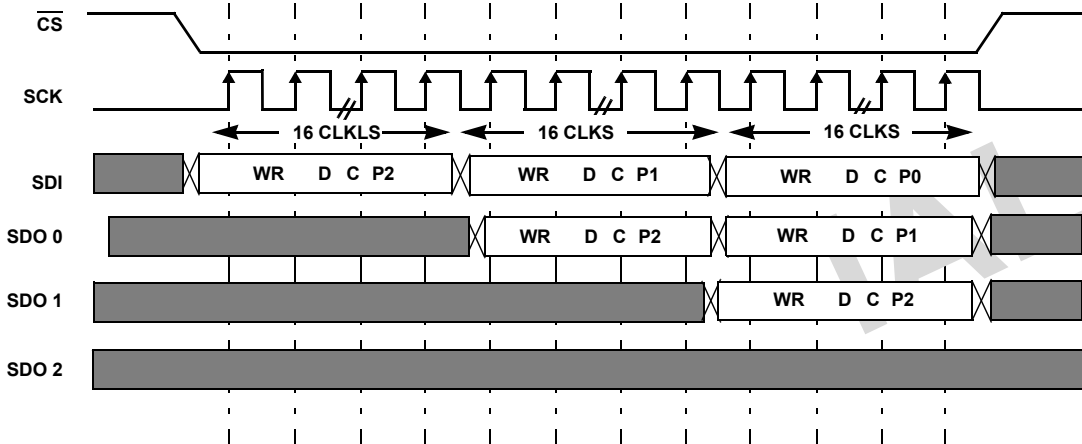 CS
SCK
16 CLKLS 16 CLKS 16 CLKS
SDI WR D C P2 WR D C P1 WR D C P0
SDO 0 WR D C P2 WR D C P1
SDO 1 WR D C P2
SDO 2